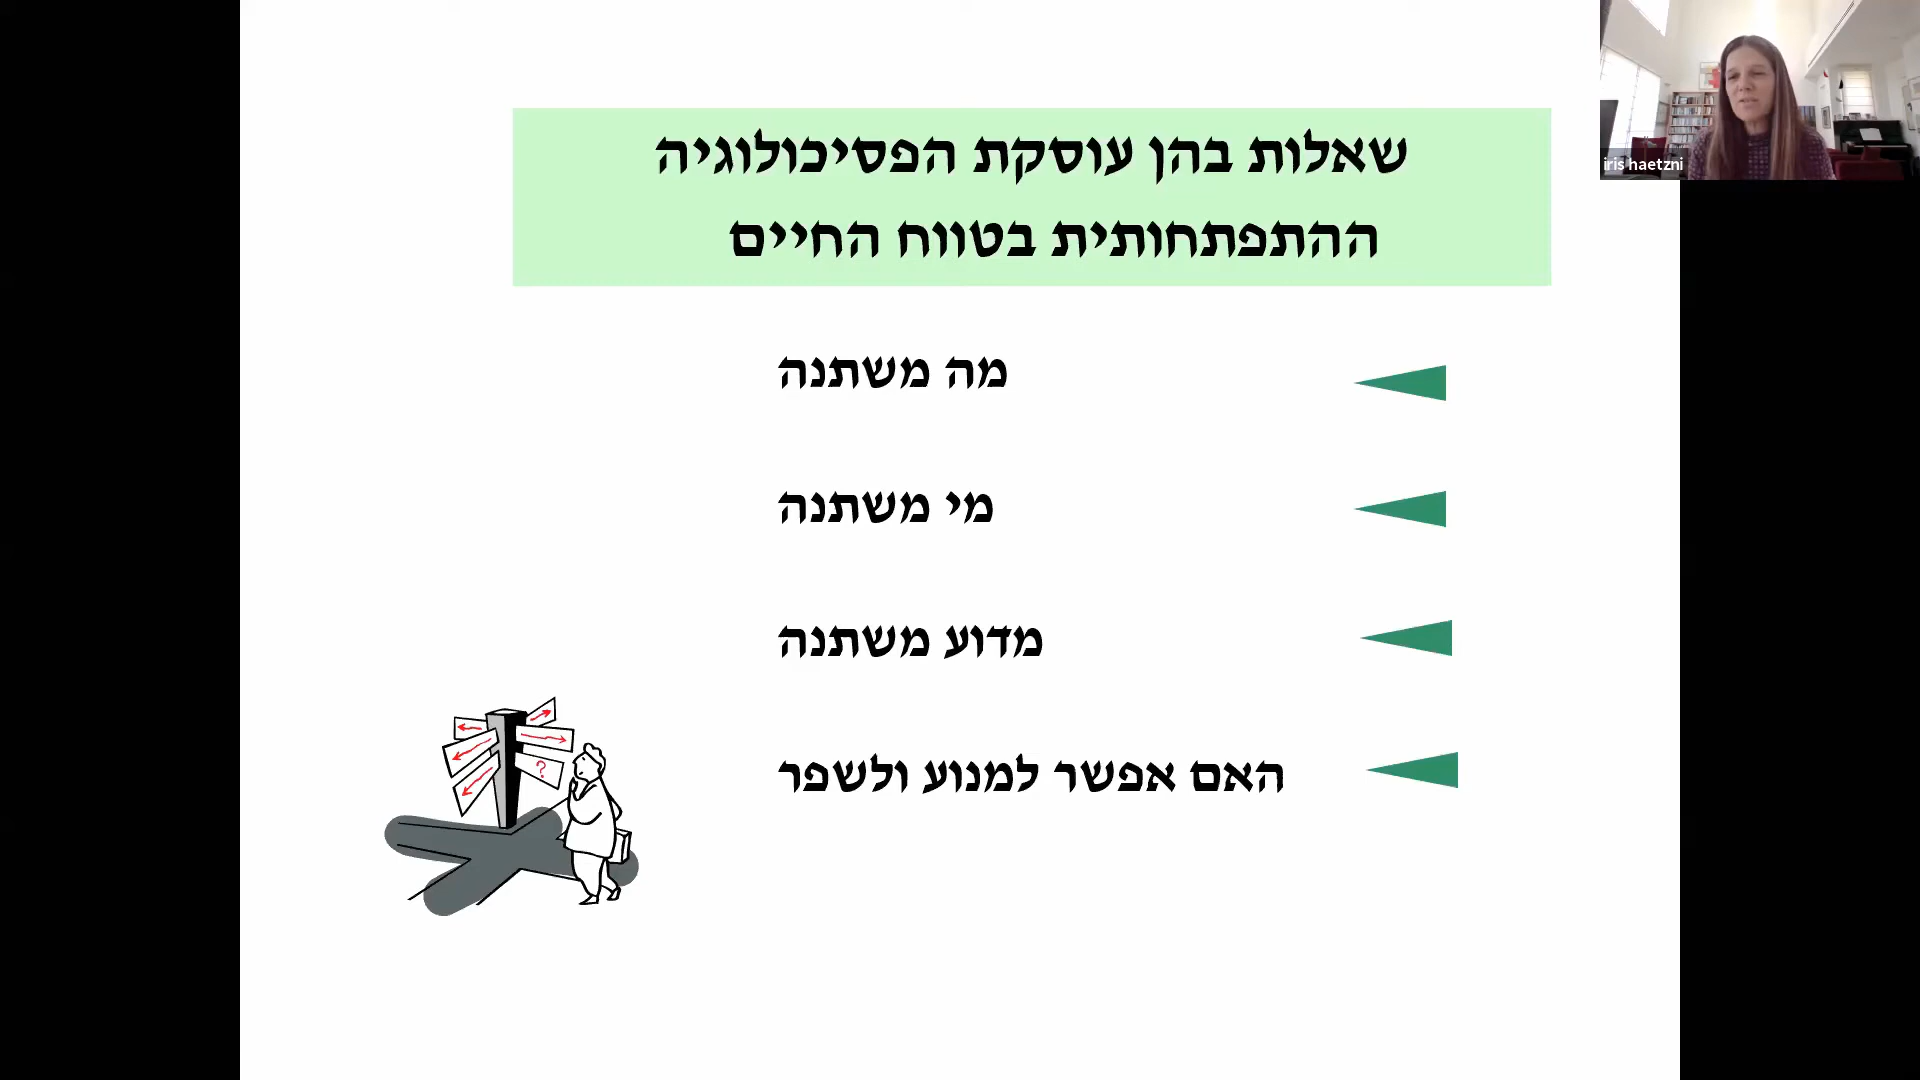 שאלות בהן עוסקת הפסיכולוגיה
ההתפתחותית בטווח החיים
מה משתנה
מי משתנה
מדוע משתנה
האם אפשר למנוע ולשפר
?
iris haetzni